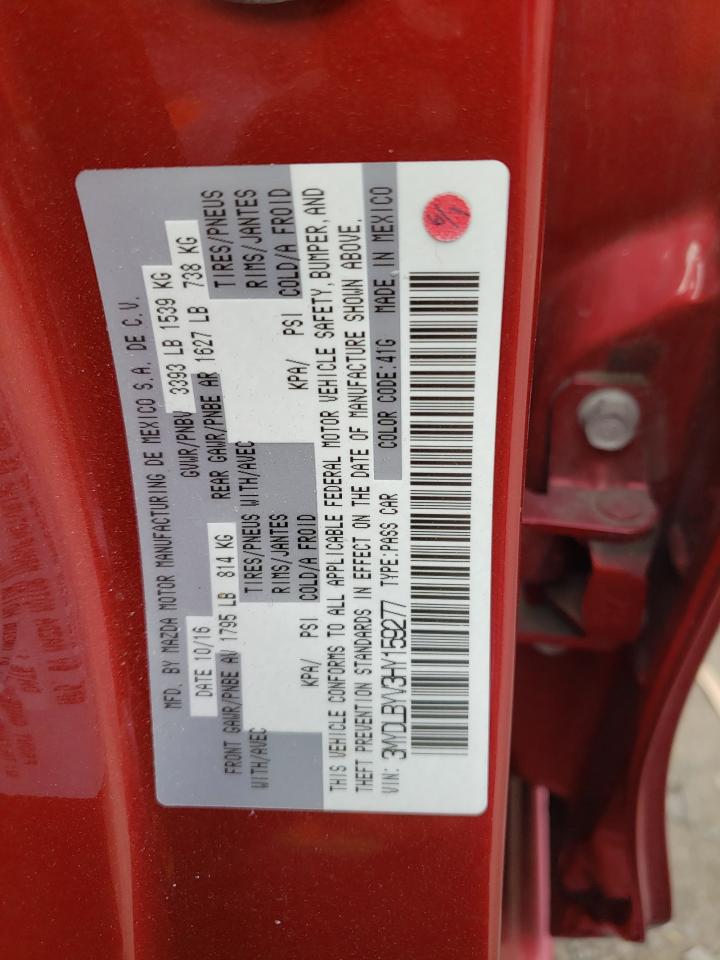 MFD. BY MAZDA MOTOR MANUFACTURING DE MEXICO S.A. DE C.V.
DATE 10/16 GVWR/PNBV 3393 LB 1539 KG
FRONT GAWR/PNBE AV 1795 LB 814 KG REAR GAWR/PNBE AR 1627 LB 738 KG
WITH/AVEC TIRES/PNEUS WITH/AVEC TIRES/PNEUS
RIMS/JANTES RIMS/JANTES
KPA/ PSI COLD/A FROID KPA/ PSI COLD/A FROID
THIS VEHICLE CONFORMS TO ALL APPLICABLE FEDERAL MOTOR VEHICLE SAFETY, BUMPER, AND
THEFT PREVENTION STANDARDS IN EFFECT ON THE DATE OF MANUFACTURE SHOWN ABOVE.
VIN: 3MYDLBYV3HY159277 TYPE:PASS CAR COLOR CODE:41G MADE IN MEXICO